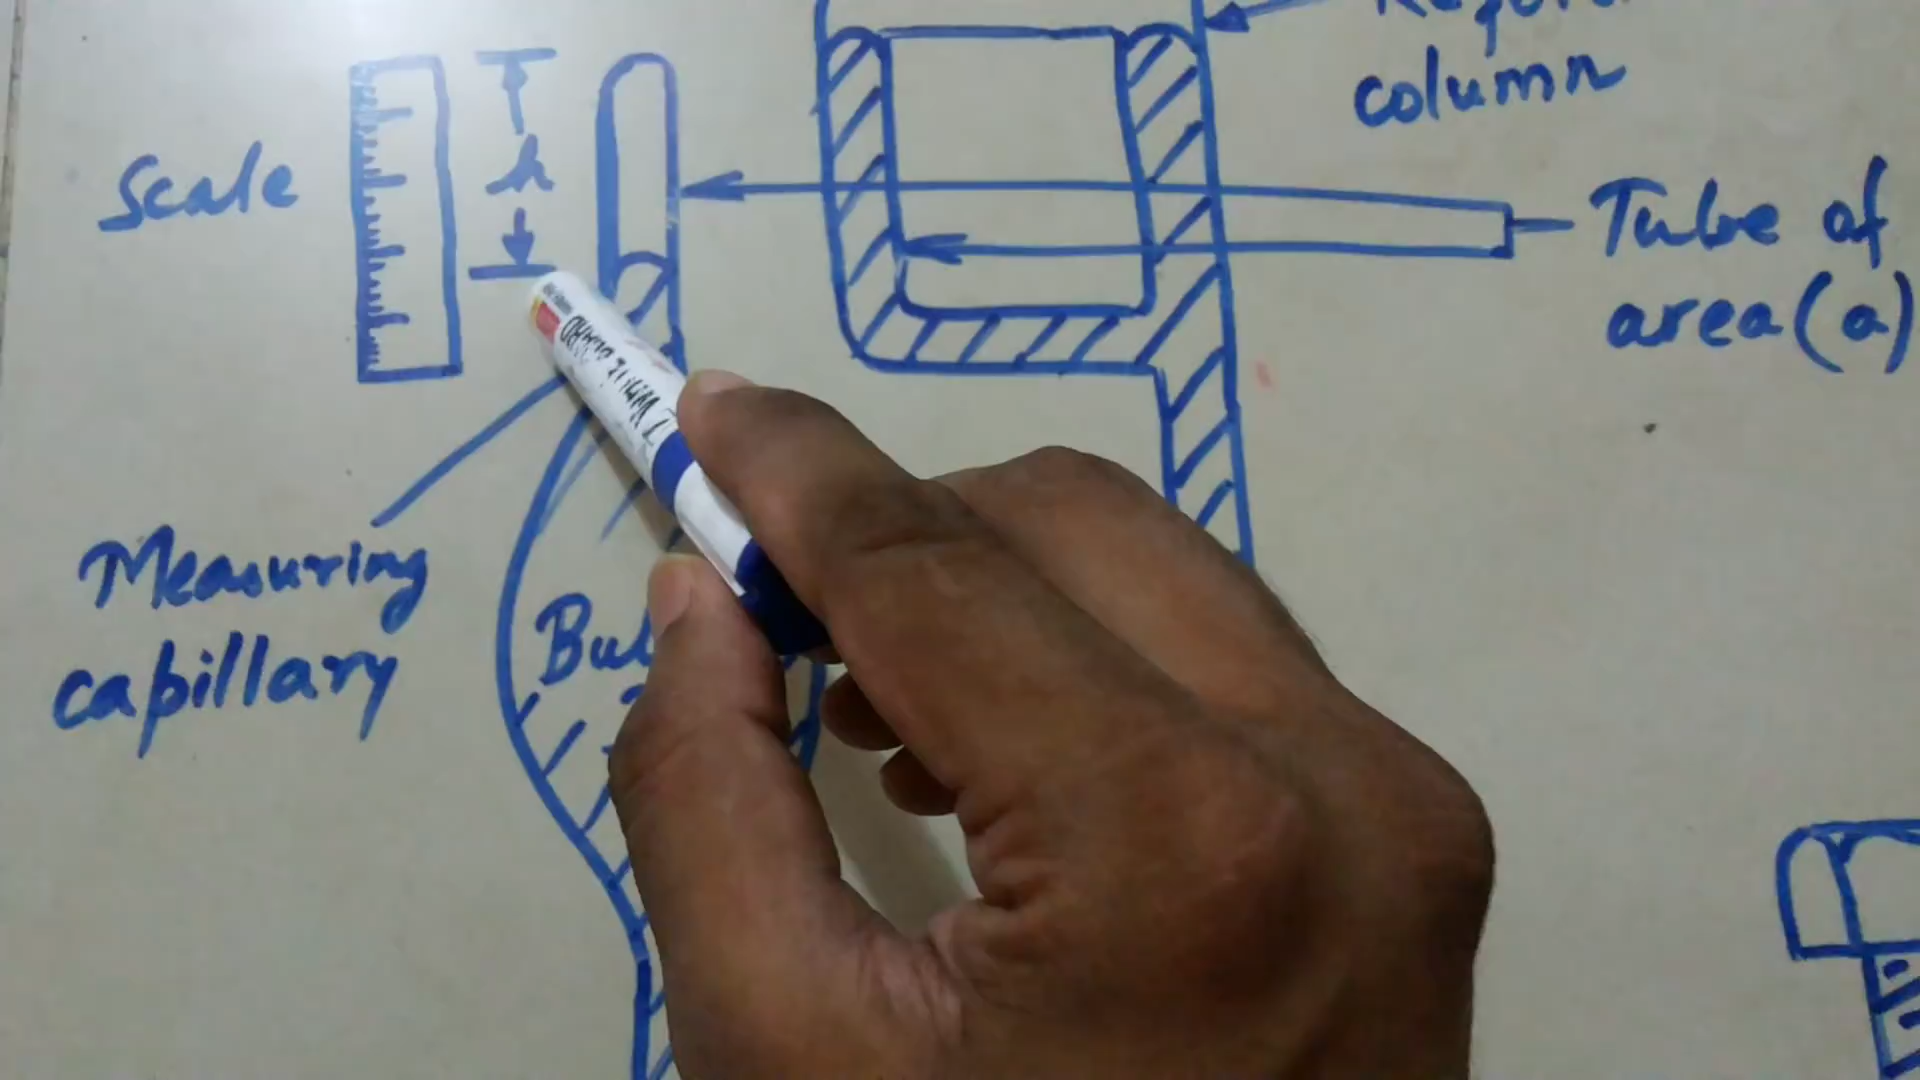 column
Scale
h
Tube of
area (a)
Measuring
capillary